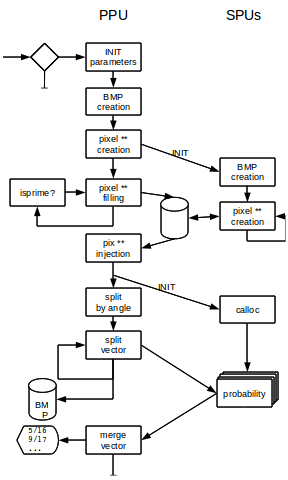 PPU
SPUs
INIT
parameters
BMP
creation
pixel **
creation
INIT
BMP
creation
isprime?
pixel **
filling
pixel **
creation
pix **
injection
INIT
split
by angle
calloc
split
vector
BM
P
probability
5/16
9/17
...
merge
vector